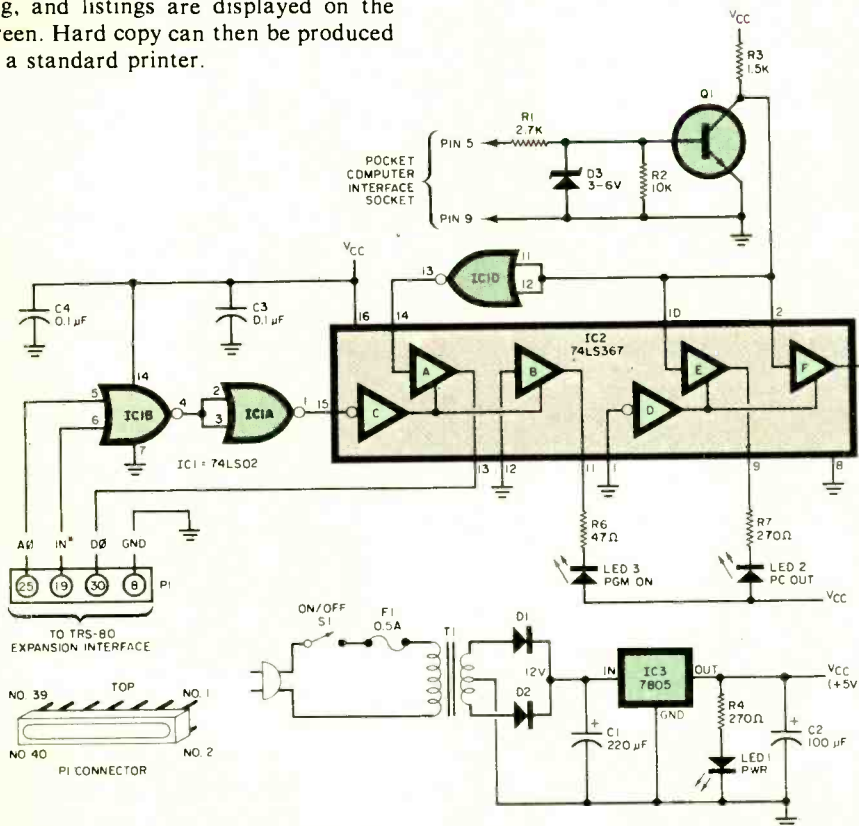 g, and listings are displayed on the
reen. Hard copy can then be produced
a standard printer.
VCC
R3
1.5K
Q1
R1
2.7K
PIN 5
POCKET
COMPUTER
INTERFACE
SOCKET
D3
3-6V
R2
10K
PIN 9
VCC
13
IC1D
11
12
C4
0.1µF
C3
0.1µF
16
14
10
2
IC2
74LS367
14
5
6
IC1B
4
2
3
IC1A
1
15
A
B
C
D
E
F
7
IC1 = 74LS02
13
12
11
1
9
8
AØ
IN*
DØ
GND
25
19
30
8
P1
TO TRS-80
EXPANSION INTERFACE
R6
47Ω
R7
270Ω
LED 3
PGM ON
LED 2
PC OUT
VCC
ON/OFF
S1
F1
0.5A
T1
D1
12V
D2
IN
IC3
7805
OUT
GND
VCC
(+5V
R4
270Ω
+
C1
220µF
LED1
PWR
+
C2
100µF
NO. 39
TOP
NO. 1
NO 40
NO. 2
P1 CONNECTOR